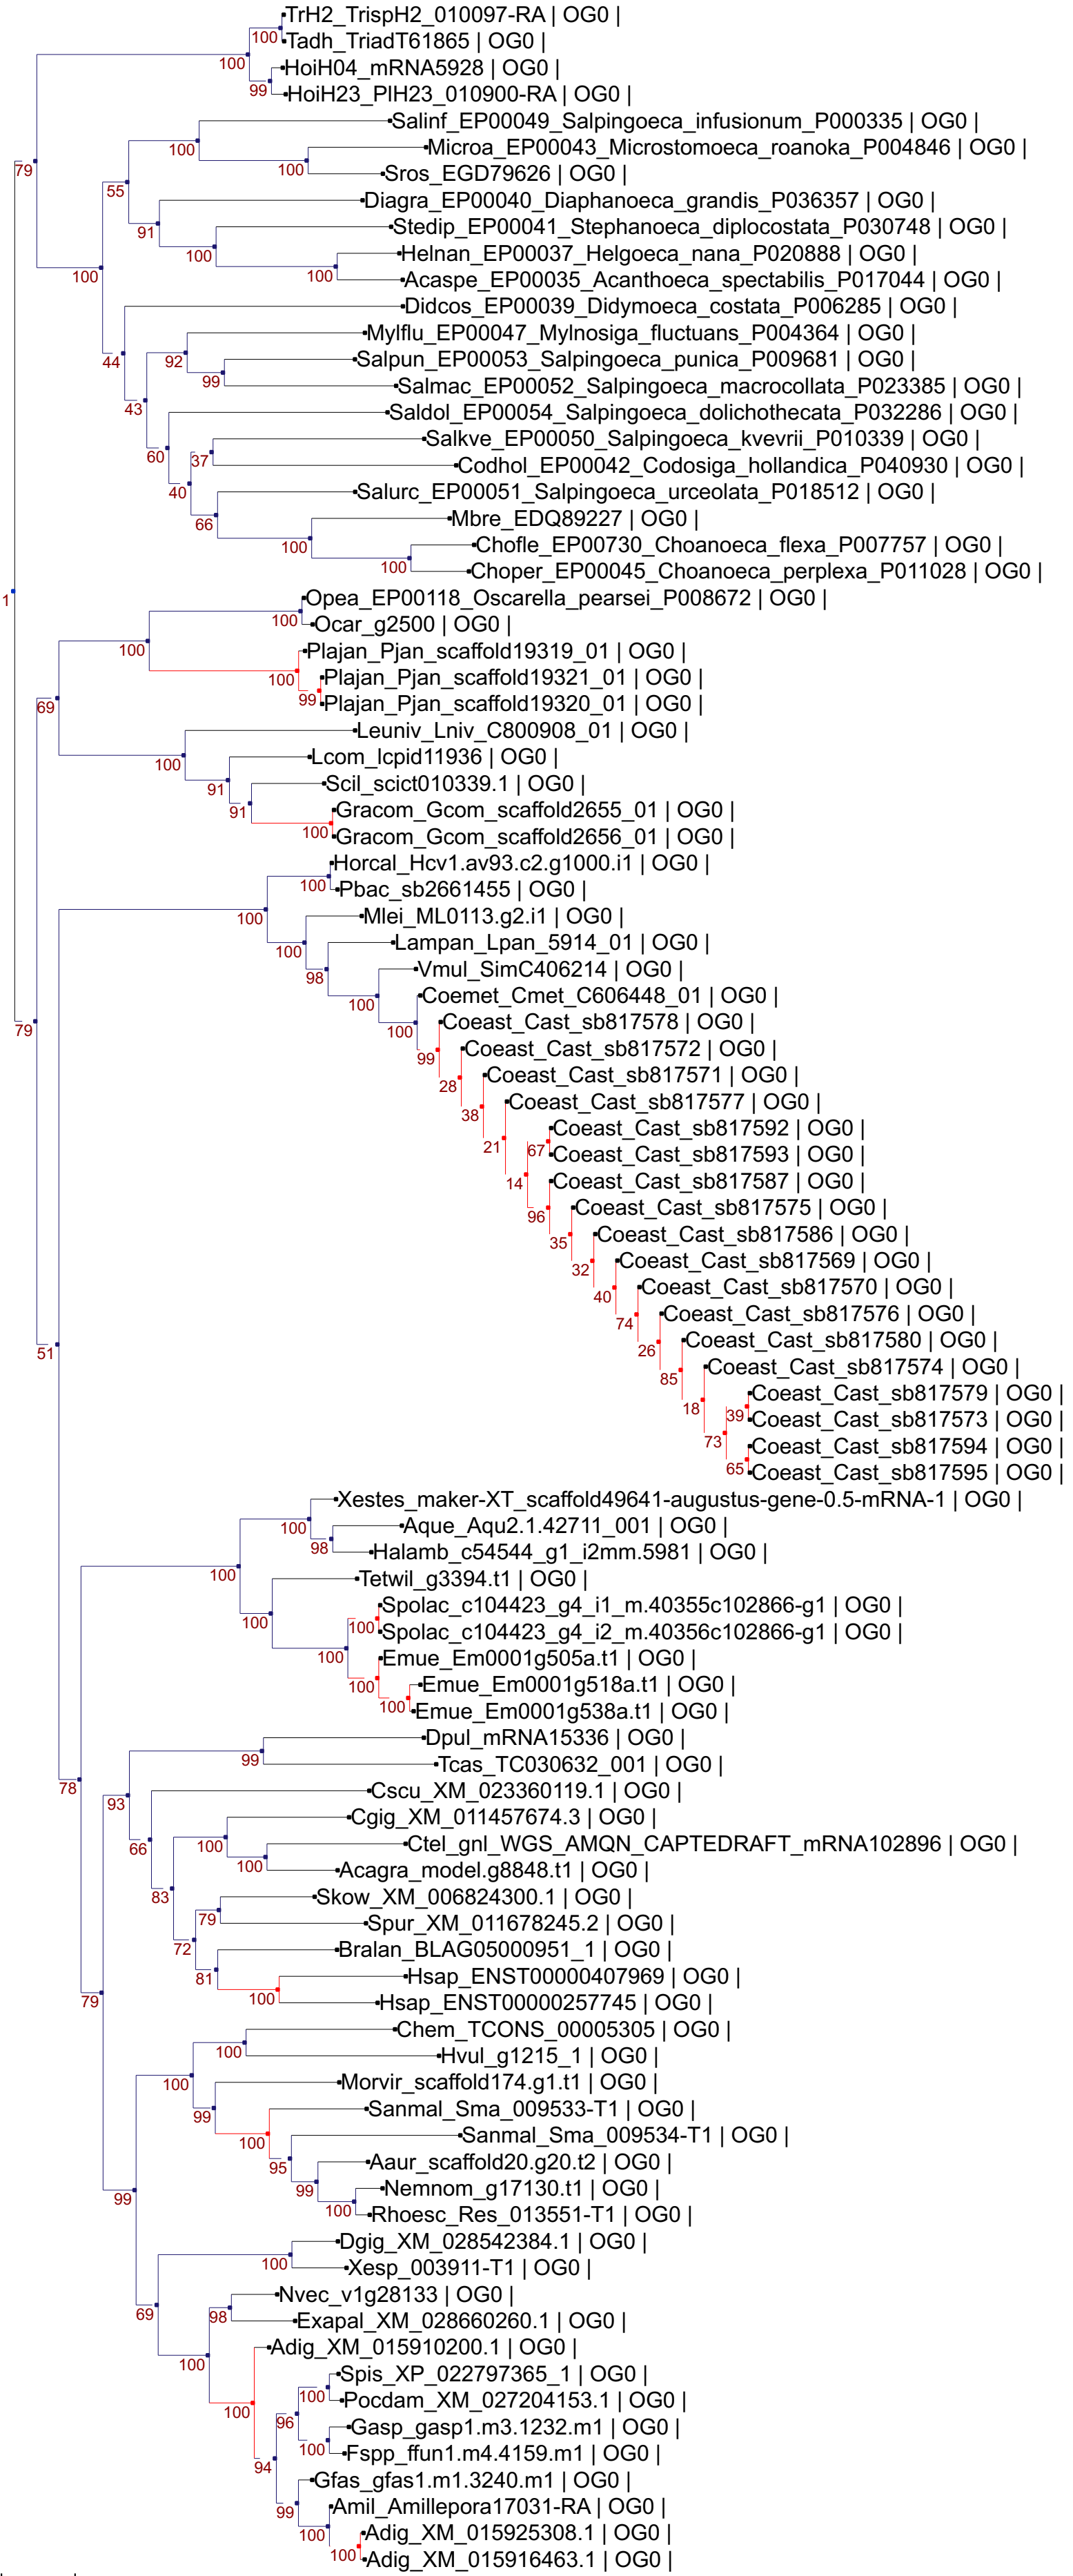 TrH2_TrispH2_010097-RA | OG0 |
100
Tadh_TriadT61865 | OG0 |
100
HoiH04_mRNA5928 | OG0 |
99
HoiH23_PlH23_010900-RA | OG0 |
Salinf_EP00049_Salpingoeca_infusionum_P000335 | OG0 |
100
Microa_EP00043_Microstomoeca_roanoka_P004846 | OG0 |
79
100
Sros_EGD79626 | OG0 |
55
Diagra_EP00040_Diaphanoeca_grandis_P036357 | OG0 |
91
Stedip_EP00041_Stephanoeca_diplocostata_P030748 | OG0 |
100
Helnan_EP00037_Helgoeca_nana_P020888 | OG0 |
100
100
Acaspe_EP00035_Acanthoeca_spectabilis_P017044 | OG0 |
Didcos_EP00039_Didymoeca_costata_P006285 | OG0 |
Mylflu_EP00047_Mylnosiga_fluctuans_P004364 | OG0 |
44
92
Salpun_EP00053_Salpingoeca_punica_P009681 | OG0 |
99
Salmac_EP00052_Salpingoeca_macrocollata_P023385 | OG0 |
43
Saldol_EP00054_Salpingoeca_dolichothecata_P032286 | OG0 |
Salkve_EP00050_Salpingoeca_kvevrii_P010339 | OG0 |
60
37
Codhol_EP00042_Codosiga_hollandica_P040930 | OG0 |
40
Salurc_EP00051_Salpingoeca_urceolata_P018512 | OG0 |
66
Mbre_EDQ89227 | OG0 |
100
Chofle_EP00730_Choanoeca_flexa_P007757 | OG0 |
100
Choper_EP00045_Choanoeca_perplexa_P011028 | OG0 |
1
Opea_EP00118_Oscarella_pearsei_P008672 | OG0 |
100
Ocar_g2500 | OG0 |
100
Plajan_Pjan_scaffold19319_01 | OG0 |
100
Plajan_Pjan_scaffold19321_01 | OG0 |
99
Plajan_Pjan_scaffold19320_01 | OG0 |
69
Leuniv_Lniv_C800908_01 | OG0 |
100
Lcom_lcpid11936 | OG0 |
91
Scil_scict010339.1 | OG0 |
91
Gracom_Gcom_scaffold2655_01 | OG0 |
100
Gracom_Gcom_scaffold2656_01 | OG0 |
Horcal_Hcv1.av93.c2.g1000.i1 | OG0 |
100
Pbac_sb2661455 | OG0 |
100
Mlei_ML0113.g2.i1 | OG0 |
100
Lampan_Lpan_5914_01 | OG0 |
98
Vmul_SimC406214 | OG0 |
100
Coemet_Cmet_C606448_01 | OG0 |
79
100
Coeast_Cast_sb817578 | OG0 |
99
Coeast_Cast_sb817572 | OG0 |
28
Coeast_Cast_sb817571 | OG0 |
38
Coeast_Cast_sb817577 | OG0 |
21
Coeast_Cast_sb817592 | OG0 |
67
Coeast_Cast_sb817593 | OG0 |
14
Coeast_Cast_sb817587 | OG0 |
96
Coeast_Cast_sb817575 | OG0 |
35
Coeast_Cast_sb817586 | OG0 |
32
Coeast_Cast_sb817569 | OG0 |
40
Coeast_Cast_sb817570 | OG0 |
74
Coeast_Cast_sb817576 | OG0 |
51
26
Coeast_Cast_sb817580 | OG0 |
85
Coeast_Cast_sb817574 | OG0 |
18
Coeast_Cast_sb817579 | OG0 |
39
Coeast_Cast_sb817573 | OG0 |
73
Coeast_Cast_sb817594 | OG0 |
65
Coeast_Cast_sb817595 | OG0 |
Xestes_maker-XT_scaffold49641-augustus-gene-0.5-mRNA-1 | OG0 |
100
Aque_Aqu2.1.42711_001 | OG0 |
98
Halamb_c54544_g1_i2mm.5981 | OG0 |
100
Tetwil_g3394.t1 | OG0 |
100
Spolac_c104423_g4_i1_m.40355c102866-g1 | OG0 |
100
Spolac_c104423_g4_i2_m.40356c102866-g1 | OG0 |
100
Emue_Em0001g505a.t1 | OG0 |
100
Emue_Em0001g518a.t1 | OG0 |
100
Emue_Em0001g538a.t1 | OG0 |
Dpul_mRNA15336 | OG0 |
99
Tcas_TC030632_001 | OG0 |
78
Cscu_XM_023360119.1 | OG0 |
93
Cgig_XM_011457674.3 | OG0 |
66
100
Ctel_gnl_WGS_AMQN_CAPTEDRAFT_mRNA102896 | OG0 |
100
Acagra_model.g8848.t1 | OG0 |
83
Skow_XM_006824300.1 | OG0 |
79
Spur_XM_011678245.2 | OG0 |
72
Bralan_BLAG05000951_1 | OG0 |
81
Hsap_ENST00000407969 | OG0 |
79
100
Hsap_ENST00000257745 | OG0 |
Chem_TCONS_00005305 | OG0 |
100
Hvul_g1215_1 | OG0 |
100
Morvir_scaffold174.g1.t1 | OG0 |
99
Sanmal_Sma_009533-T1 | OG0 |
100
Sanmal_Sma_009534-T1 | OG0 |
95
Aaur_scaffold20.g20.t2 | OG0 |
99
Nemnom_g17130.t1 | OG0 |
99
100
Rhoesc_Res_013551-T1 | OG0 |
Dgig_XM_028542384.1 | OG0 |
100
Xesp_003911-T1 | OG0 |
Nvec_v1g28133 | OG0 |
69
98
Exapal_XM_028660260.1 | OG0 |
Adig_XM_015910200.1 | OG0 |
100
Spis_XP_022797365_1 | OG0 |
100
Pocdam_XM_027204153.1 | OG0 |
100
96
Gasp_gasp1.m3.1232.m1 | OG0 |
100
Fspp_ffun1.m4.4159.m1 | OG0 |
94
Gfas_gfas1.m1.3240.m1 | OG0 |
99
Amil_Amillepora17031-RA | OG0 |
100
Adig_XM_015925308.1 | OG0 |
100
Adig_XM_015916463.1 | OG0 |